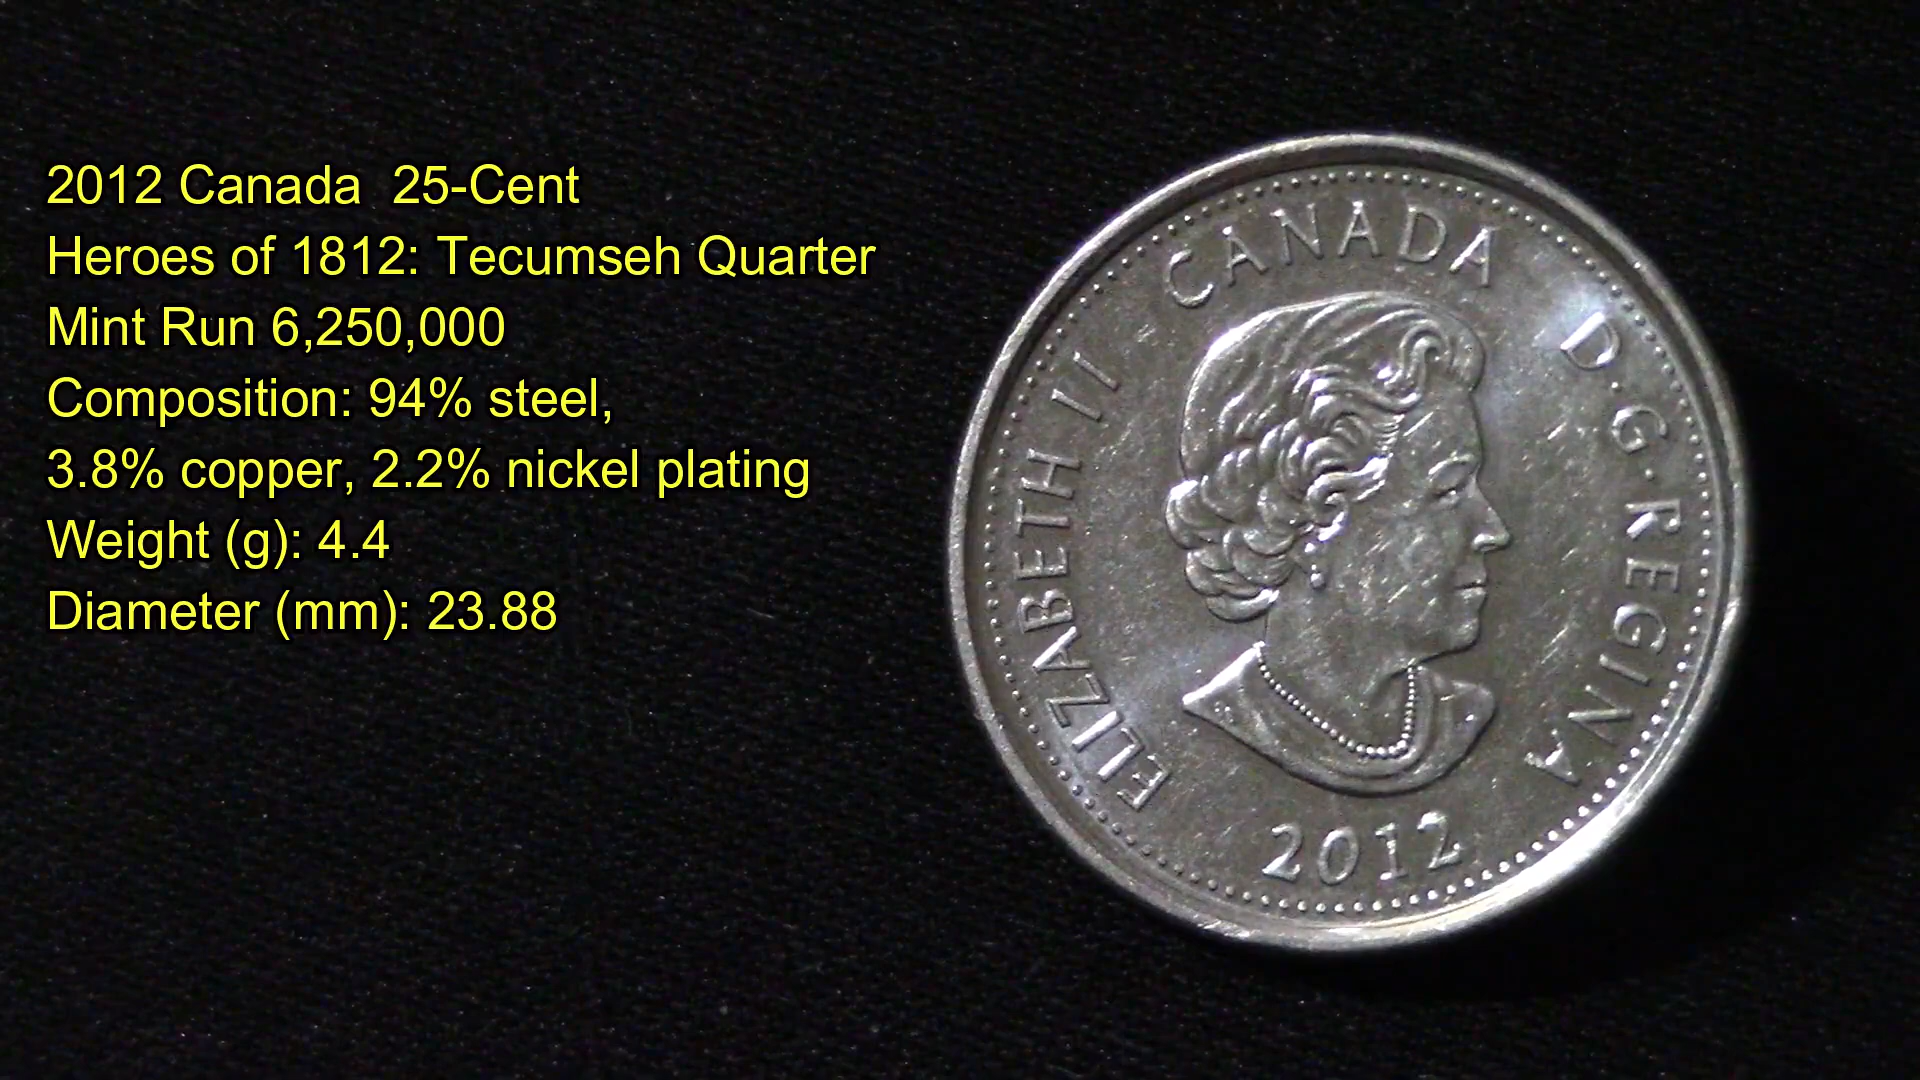 2012 Canada  25-Cent
Heroes of 1812: Tecumseh Quarter
Mint Run 6,250,000
Composition: 94% steel,
3.8% copper, 2.2% nickel plating
Weight (g): 4.4
Diameter (mm): 23.88
ELIZABETH II CANADA D·G·REGINA
2012